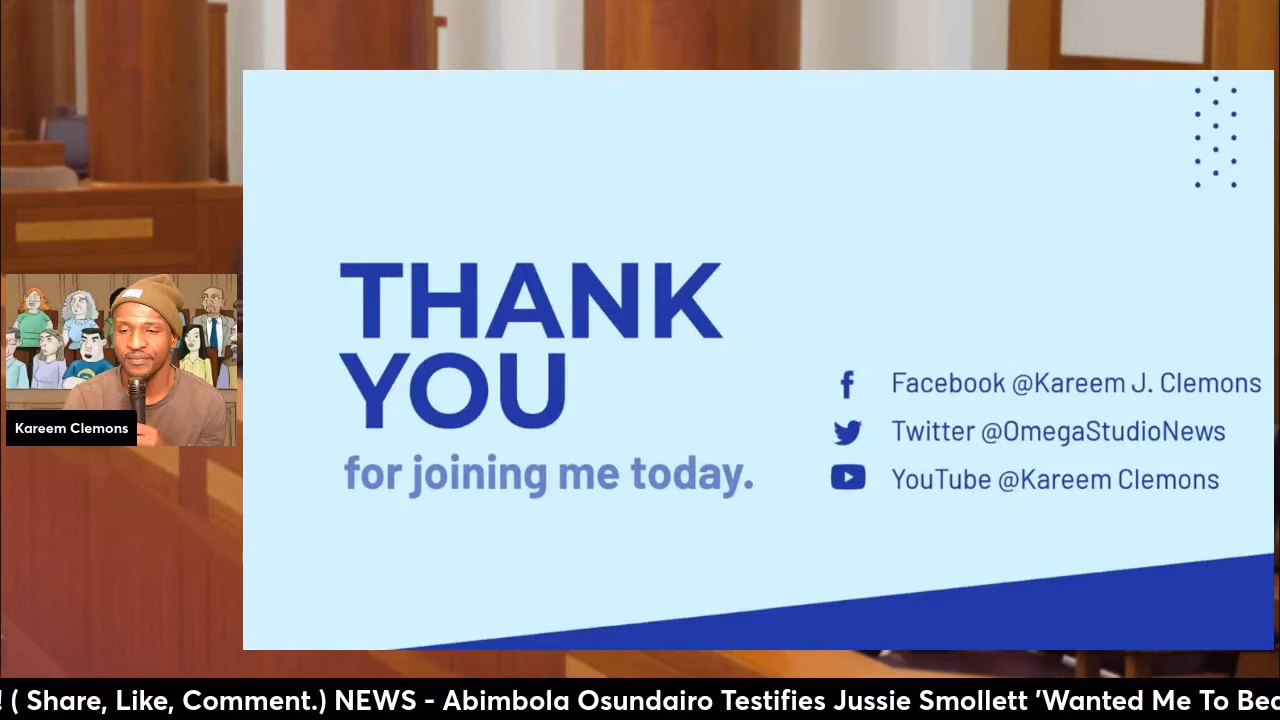 THANK
YOU
for joining me today.
Facebook @Kareem J. Clemons
Twitter @OmegaStudioNews
YouTube @Kareem Clemons
Kareem Clemons
! ( Share, Like, Comment.) NEWS - Abimbola Osundairo Testifies Jussie Smollett 'Wanted Me To